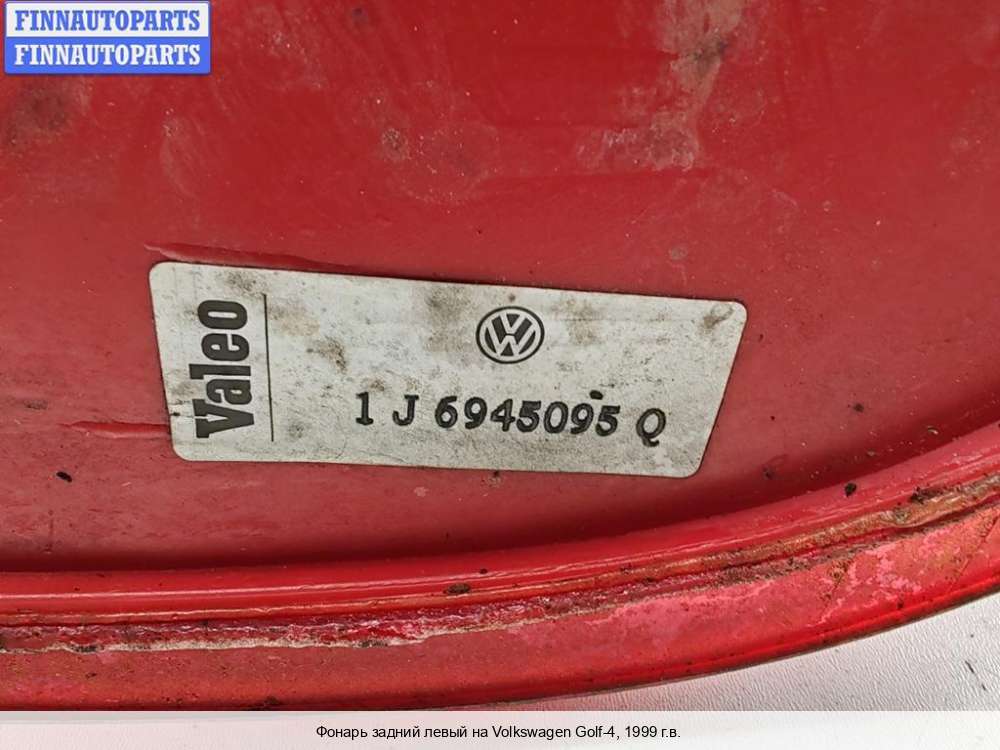 FINNAUTOPARTS
FINNAUTOPARTS
Valeo
1 J 6945095 Q
Фонарь задний левый на Volkswagen Golf-4, 1999 г.в.